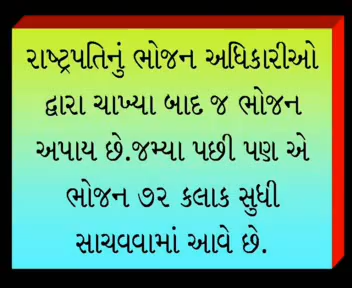 રાષ્ટ્રપતિનું ભોજન અધિકારીઓ
દ્વારા ચાખ્યા બાદ જ ભોજન
અપાય છે.જમ્યા પછી પણ એ
ભોજન ૭૨ કલાક સુધી
સાચવવામાં આવે છે.